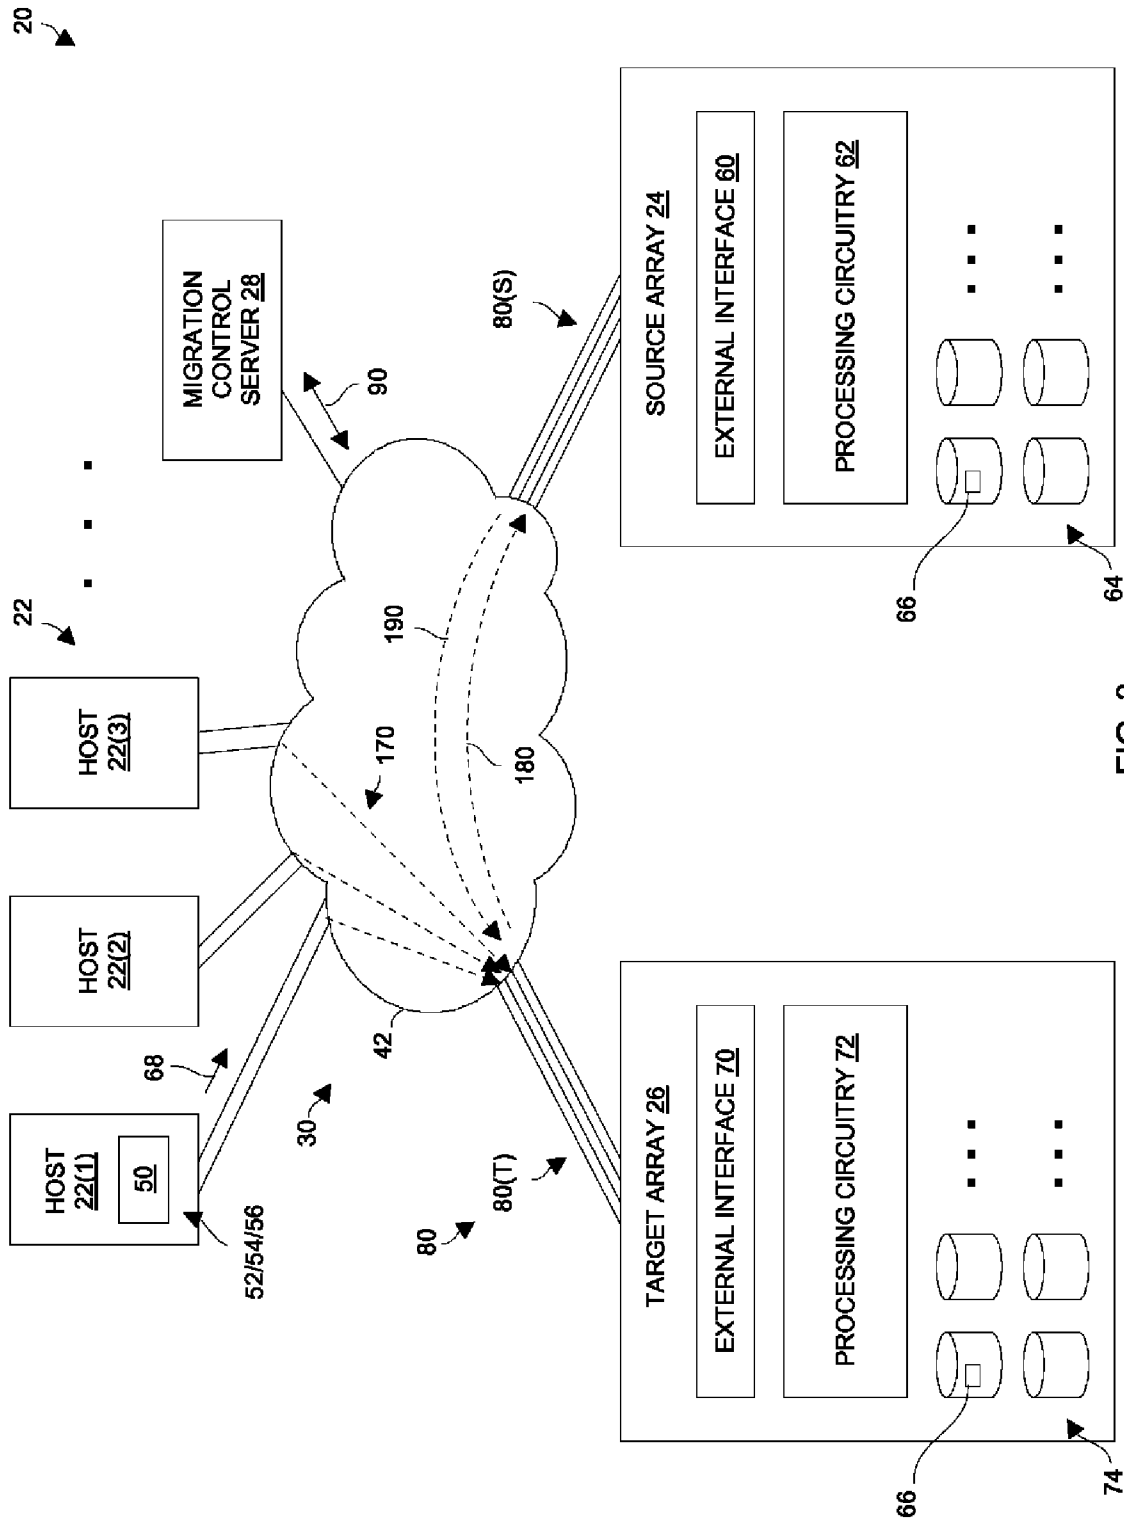 20
HOST
22(1)
50
HOST
22(2)
HOST
22(3)
22
52/54/56
68
MIGRATION
CONTROL
SERVER 28
30
42
90
170
190
180
80
80(T)
80(S)
TARGET ARRAY 26
EXTERNAL INTERFACE 70
PROCESSING CIRCUITRY 72
66
74
SOURCE ARRAY 24
EXTERNAL INTERFACE 60
PROCESSING CIRCUITRY 62
66
64
FIG.